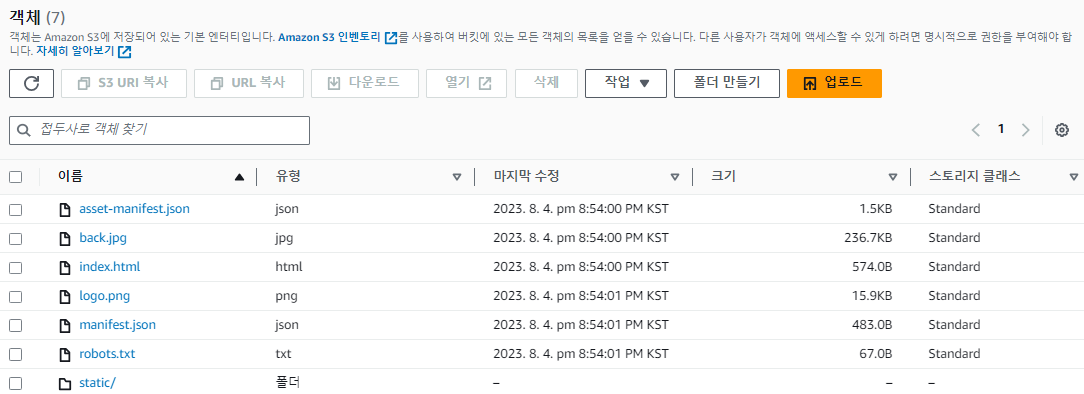 객체 (7)
객체는 Amazon S3에 저장되어 있는 기본 엔터티입니다. Amazon S3 인벤토리를 사용하여 버킷에 있는 모든 객체의 목록을 얻을 수 있습니다. 다른 사용자가 객체에 액세스할 수 있게 하려면 명시적으로 권한을 부여해야 합
니다. 자세히 알아보기
S3 URI 복사 URL 복사 다운로드 열기 삭제 작업 폴더 만들기 업로드
접두사로 객체 찾기 1
이름 유형 마지막 수정 크기 스토리지 클래스
asset-manifest.json json 2023. 8. 4. pm 8:54:00 PM KST 1.5KB Standard
back.jpg jpg 2023. 8. 4. pm 8:54:00 PM KST 236.7KB Standard
index.html html 2023. 8. 4. pm 8:54:00 PM KST 574.0B Standard
logo.png png 2023. 8. 4. pm 8:54:01 PM KST 15.9KB Standard
manifest.json json 2023. 8. 4. pm 8:54:01 PM KST 483.0B Standard
robots.txt txt 2023. 8. 4. pm 8:54:01 PM KST 67.0B Standard
static/ 폴더 – – –